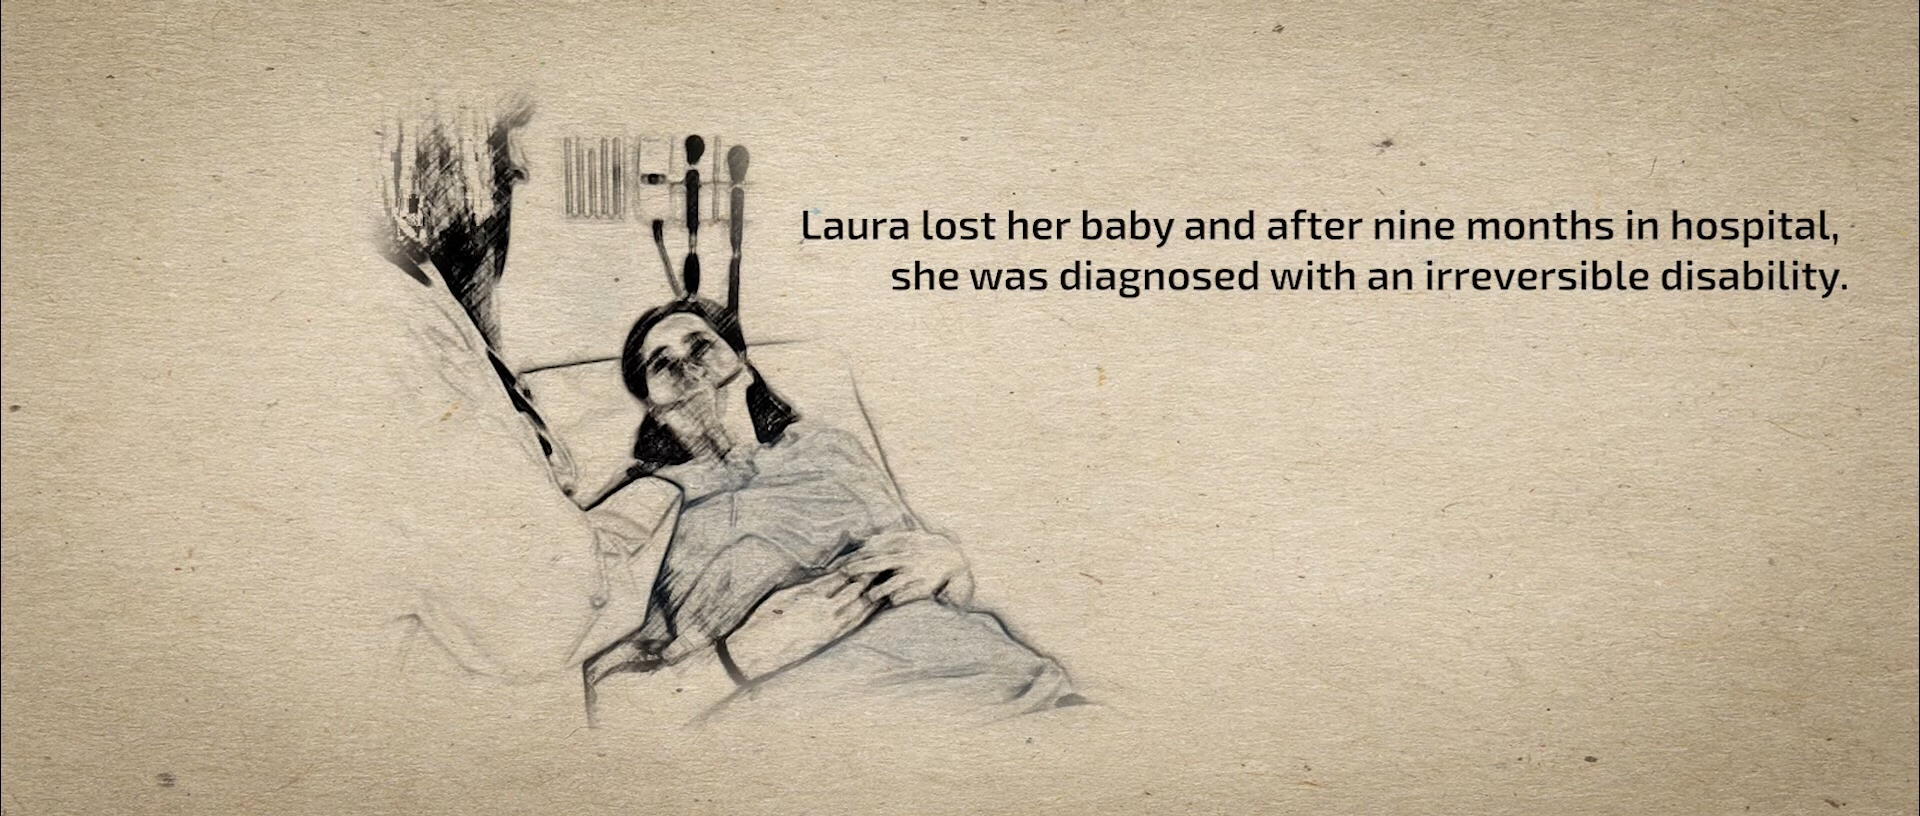 Laura lost her baby and after nine months in hospital,
she was diagnosed with an irreversible disability.